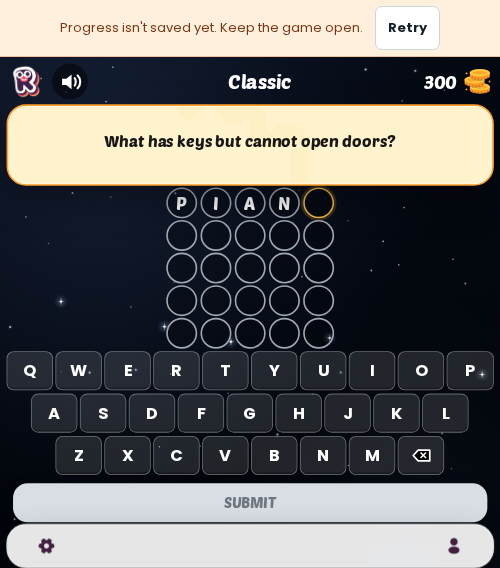 Progress isn't saved yet. Keep the game open. Retry
Classic 300
What has keys but cannot open doors?
P I A N
Q W E R T Y U I O P
A S D F G H J K L
Z X C V B N M
SUBMIT